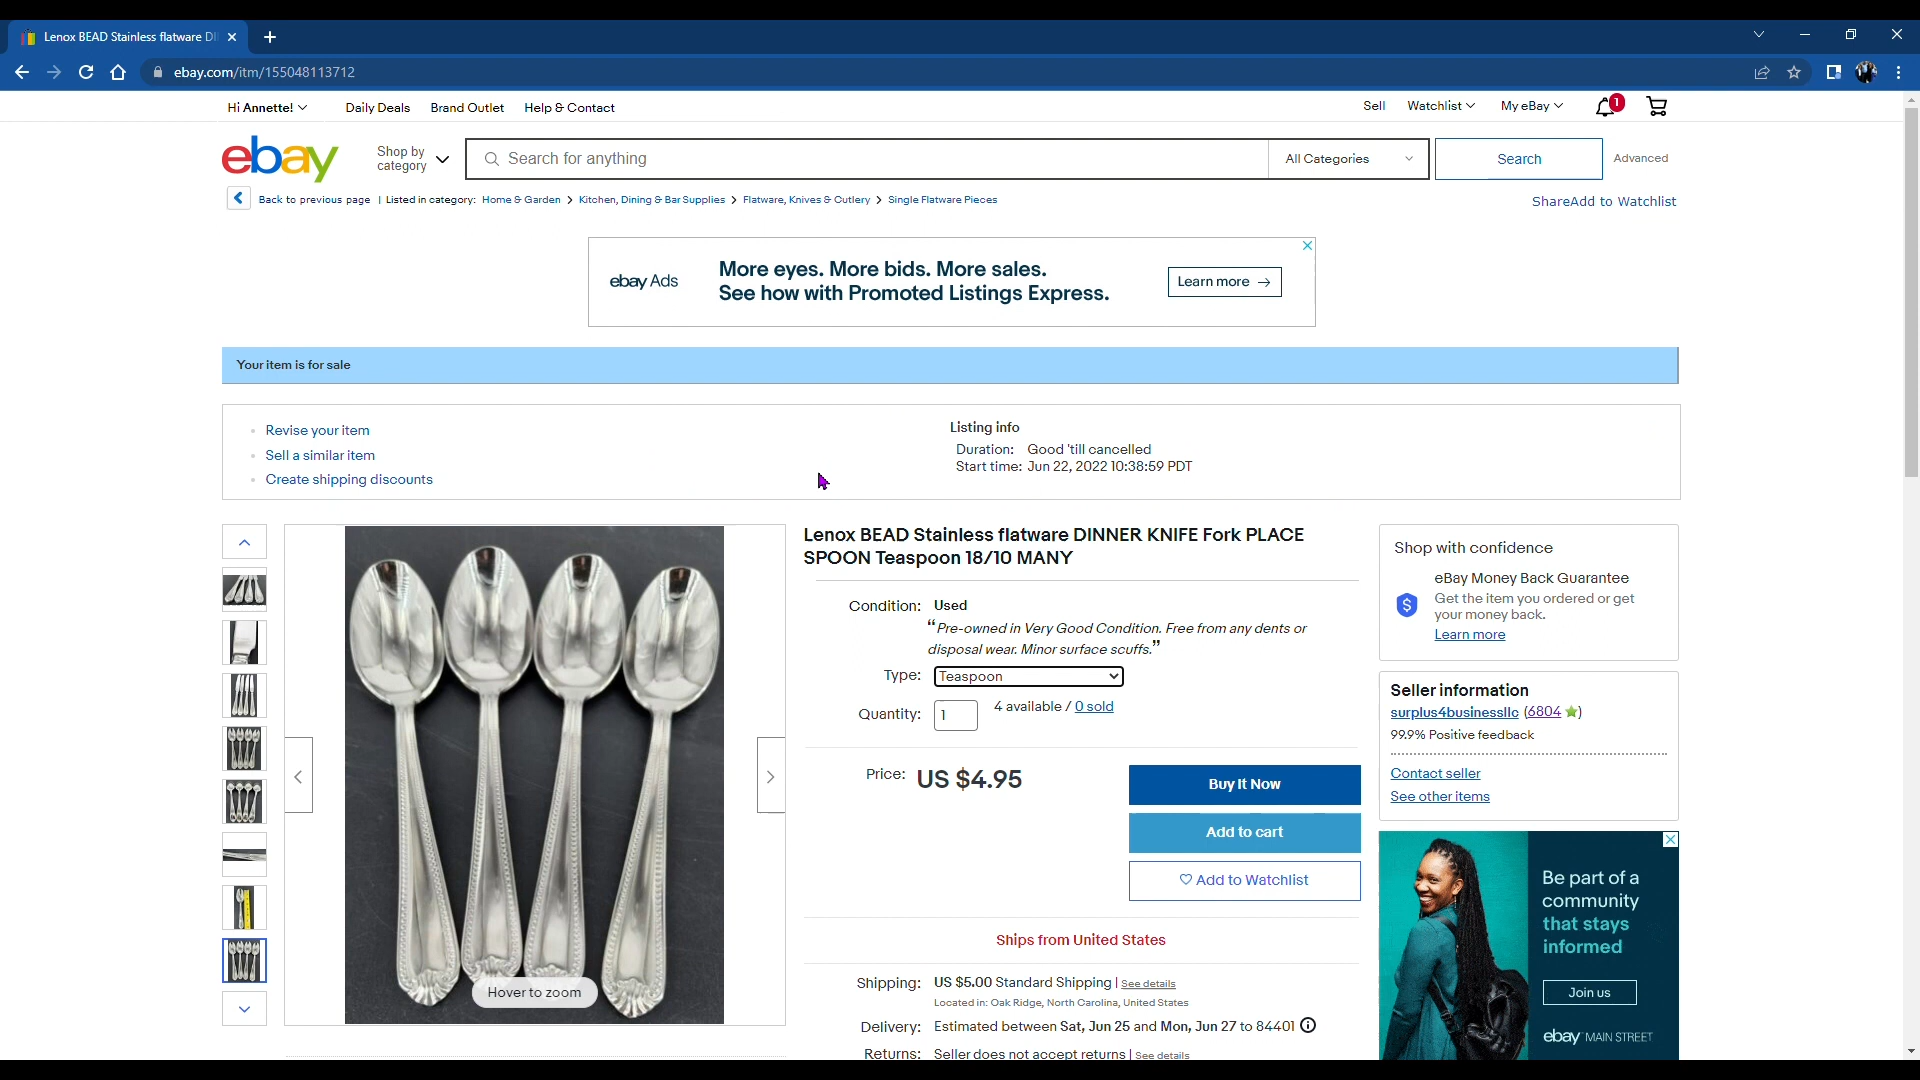 Lenox BEAD Stainless flatware DI
ebay.com/itm/155048113712
Hi Annette!
Daily Deals
Brand Outlet
Help & Contact
Sell
Watchlist
My eBay
1
ebay
Shop by
category
Search for anything
All Categories
Search
Advanced
Back to previous page | Listed in category: Home & Garden > Kitchen, Dining & Bar Supplies > Flatware, Knives & Cutlery > Single Flatware Pieces
ShareAdd to Watchlist
ebay Ads
More eyes. More bids. More sales.
See how with Promoted Listings Express.
Learn more →
Your item is for sale
Revise your item
Sell a similar item
Create shipping discounts
Listing info
Duration: Good 'till cancelled
Start time: Jun 22, 2022 10:38:59 PDT
Hover to zoom
Lenox BEAD Stainless flatware DINNER KNIFE Fork PLACE
SPOON Teaspoon 18/10 MANY
Condition: Used
“Pre-owned in Very Good Condition. Free from any dents or
disposal wear. Minor surface scuffs.”
Type: Teaspoon
Quantity: 1 4 available / 0 sold
Price: US $4.95
Buy It Now
Add to cart
Add to Watchlist
Ships from United States
Shipping: US $5.00 Standard Shipping | See details
Located in: Oak Ridge, North Carolina, United States
Delivery: Estimated between Sat, Jun 25 and Mon, Jun 27 to 84401
Returns: Seller does not accept returns | See details
Shop with confidence
eBay Money Back Guarantee
Get the item you ordered or get
your money back.
Learn more
Seller information
surplus4businessllc (6804)
99.9% Positive feedback
Contact seller
See other items
Be part of a
community
that stays
informed
Join us
ebay MAIN STREET